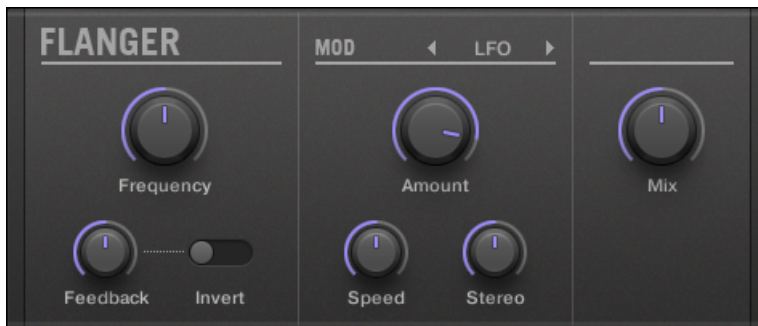 FLANGER
MOD LFO
Frequency Amount Mix
Feedback Invert Speed Stereo